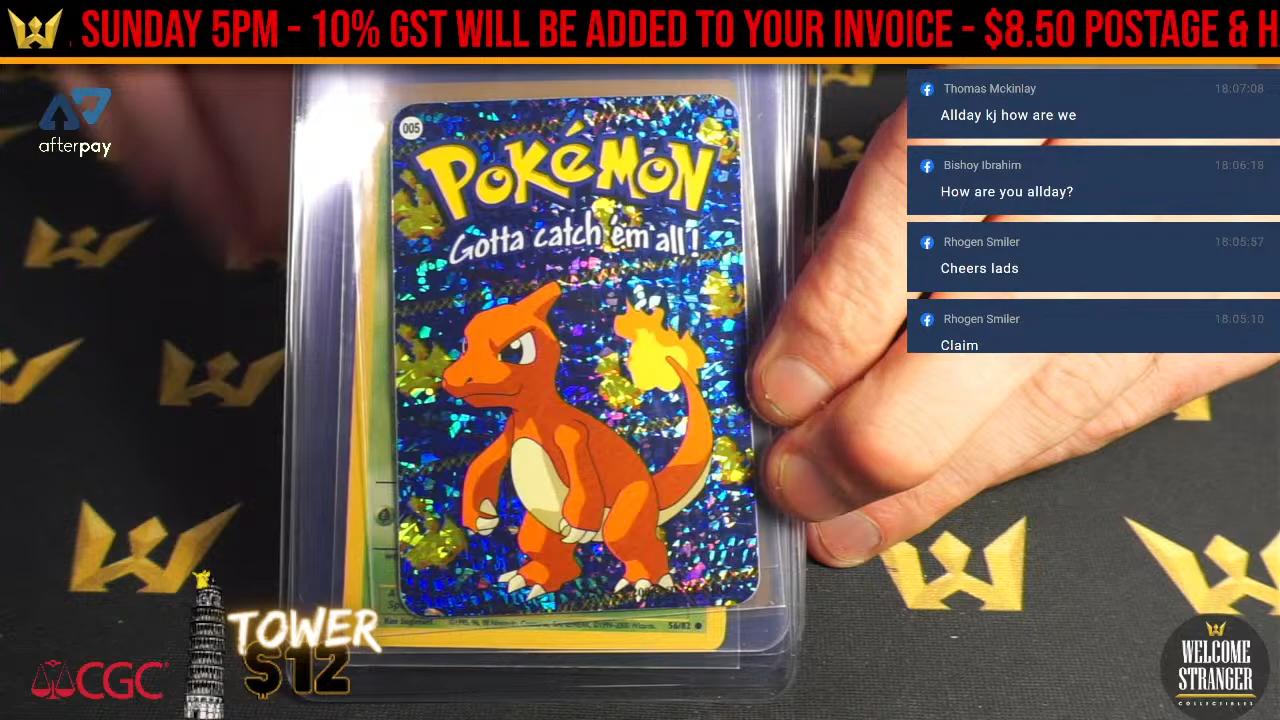 SUNDAY 5PM - 10% GST WILL BE ADDED TO YOUR INVOICE - $8.50 POSTAGE & H
afterpay
Thomas Mckinlay 18:07:08
Allday kj how are we
Bishoy Ibrahim 18:06:18
How are you allday?
Rhogen Smiler 18:05:57
Cheers lads
Rhogen Smiler 18:05:10
Claim
005
POKéMON
Gotta catch 'em all!
56/82
TOWER
$12
CGC
WELCOME
STRANGER
COLLECTIBLES